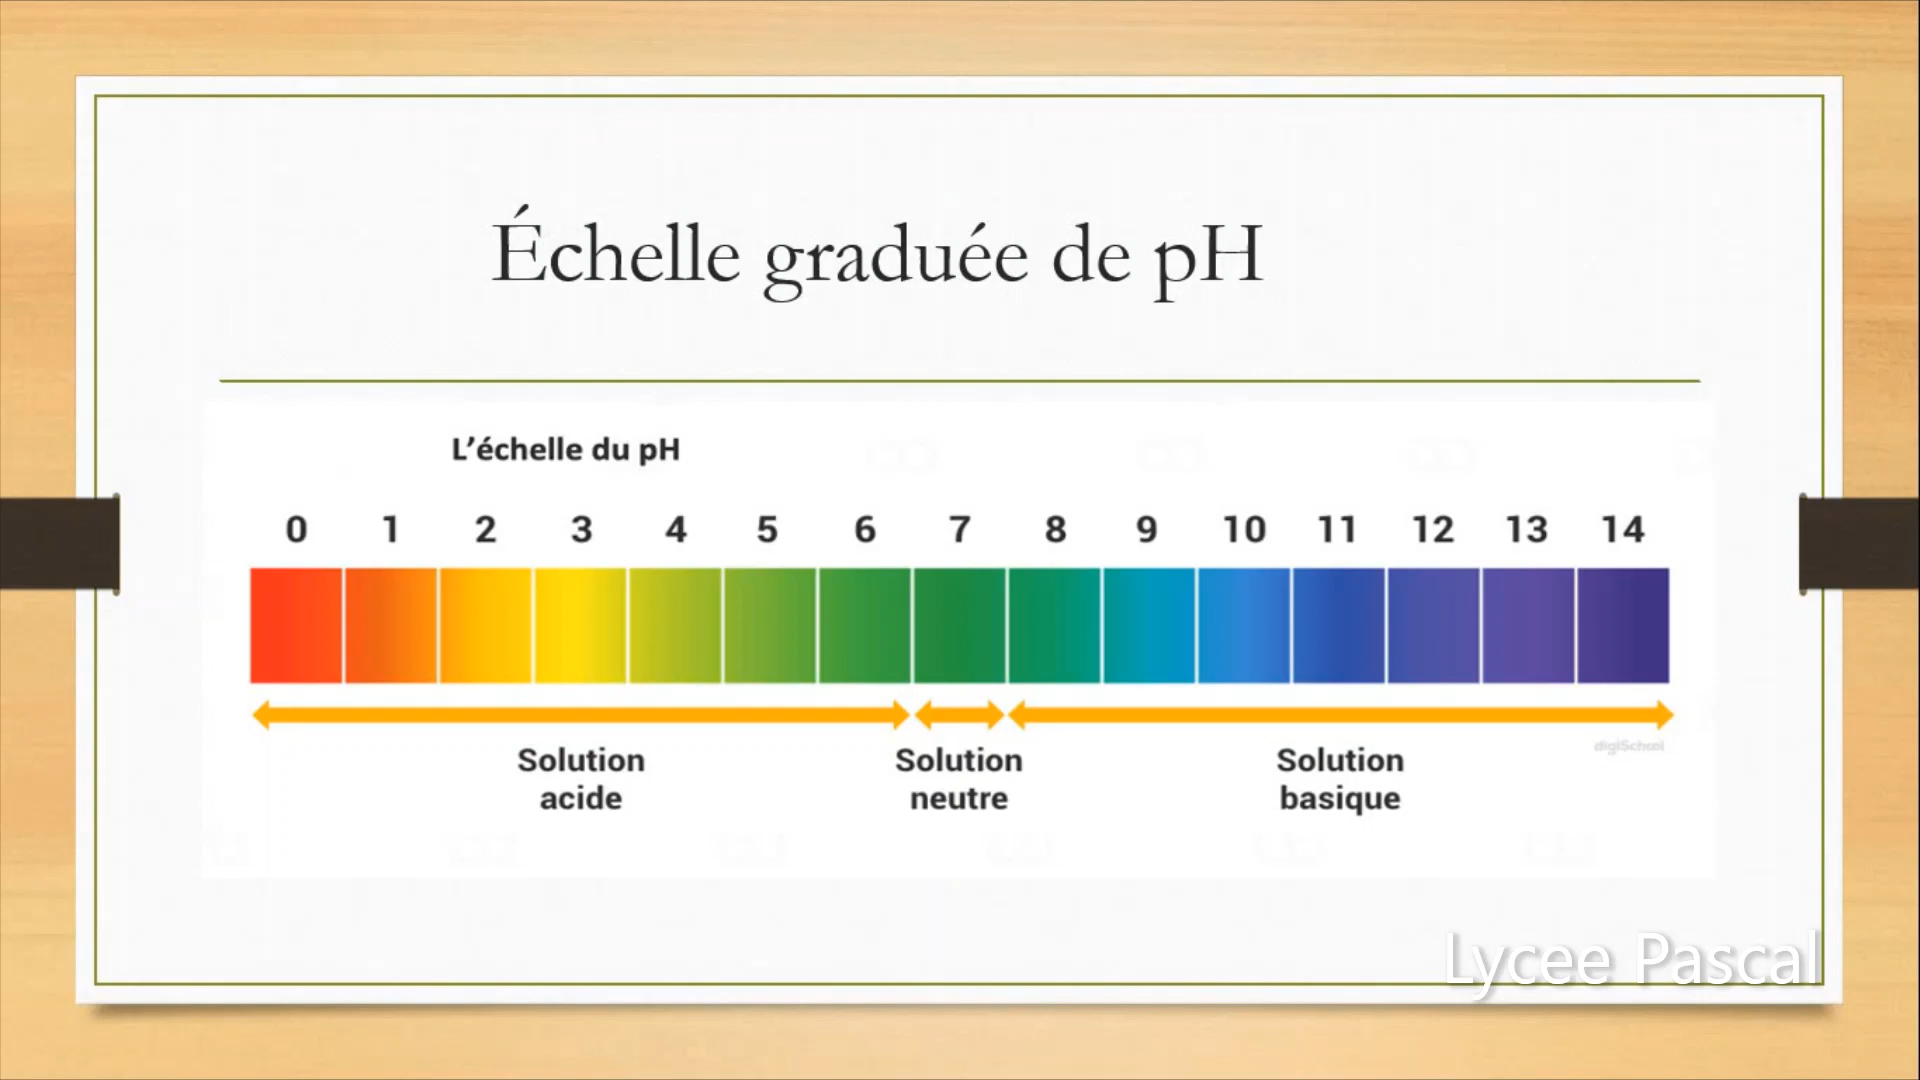 Échelle graduée de pH
L’échelle du pH
0 1 2 3 4 5 6 7 8 9 10 11 12 13 14
Solution acide
Solution neutre
Solution basique
digiSchool
Lycee Pascal